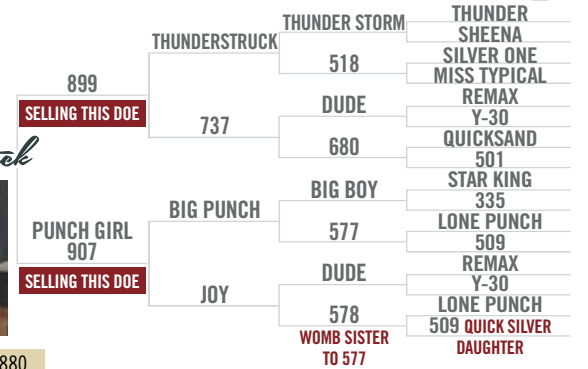 THUNDER
THUNDER STORM
SHEENA
THUNDERSTRUCK
SILVER ONE
518
MISS TYPICAL
899
SELLING THIS DOE
REMAX
DUDE
Y-30
737
QUICKSAND
680
501
STAR KING
BIG BOY
335
BIG PUNCH
LONE PUNCH
577
509
PUNCH GIRL
907
SELLING THIS DOE
REMAX
DUDE
Y-30
JOY
LONE PUNCH
578
509 QUICK SILVER
DAUGHTER
WOMB SISTER
TO 577
880